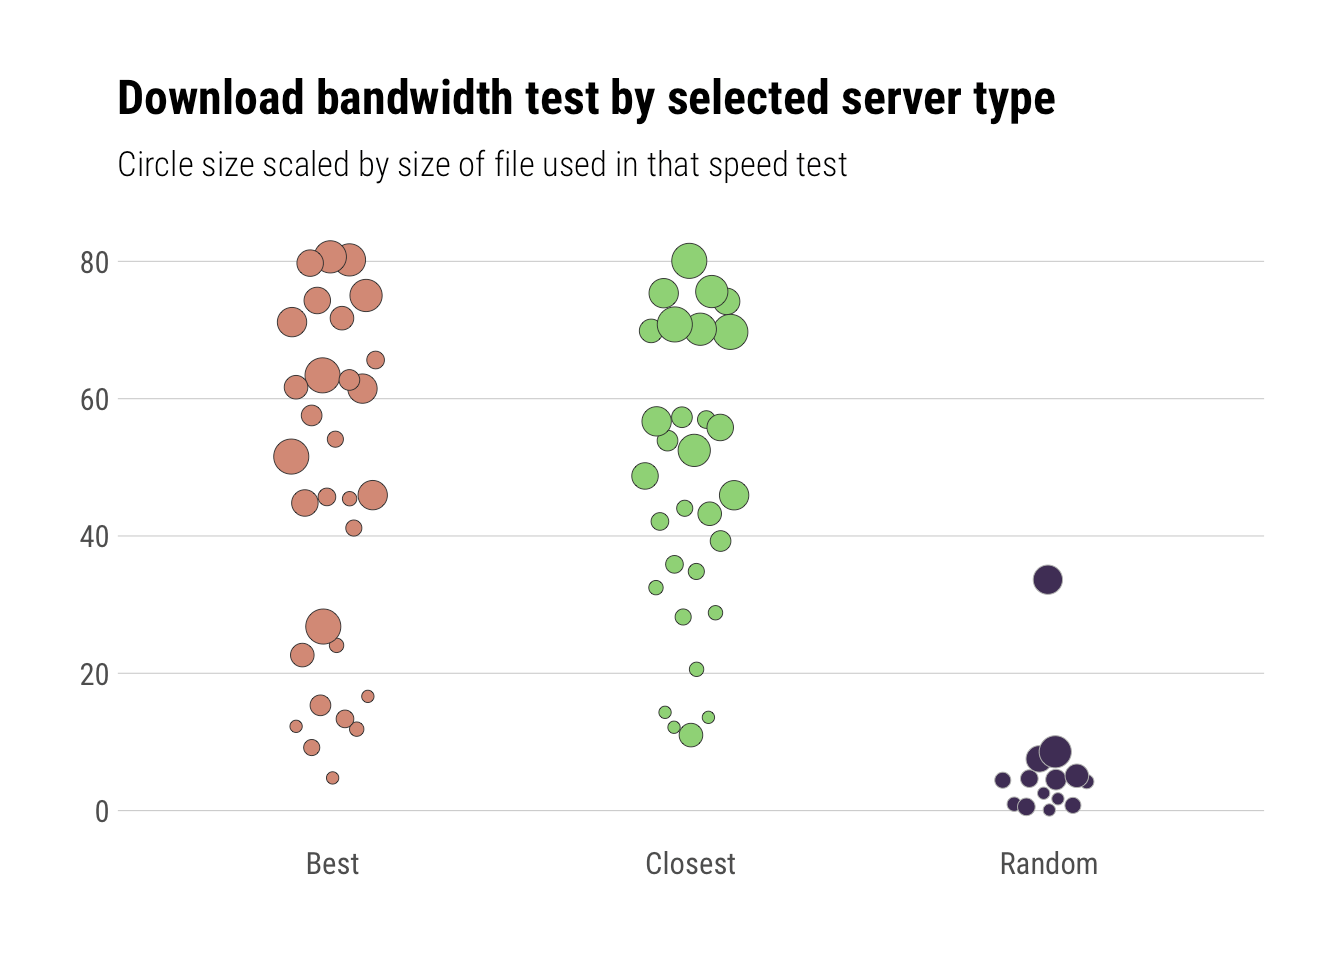 Download bandwidth test by selected server type
Circle size scaled by size of file used in that speed test
80
60
40
20
0
Best Closest Random